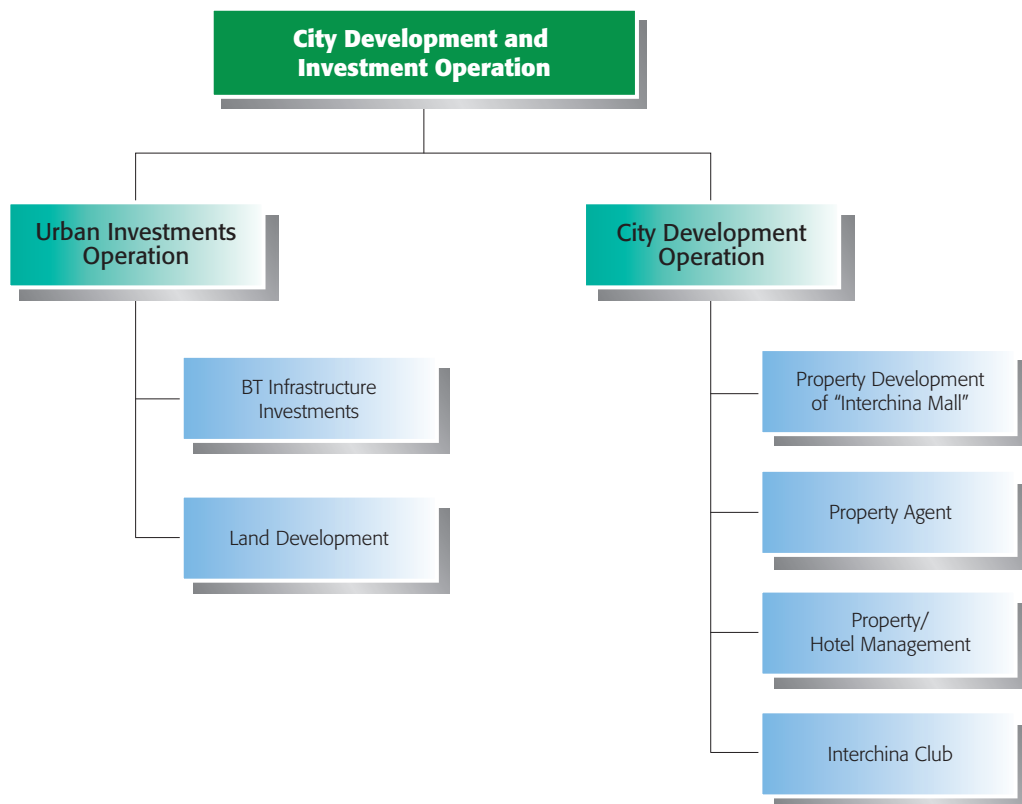 City Development and
Investment Operation
Urban Investments
Operation
BT Infrastructure
Investments
Land Development
City Development
Operation
Property Development
of “Interchina Mall”
Property Agent
Property/
Hotel Management
Interchina Club